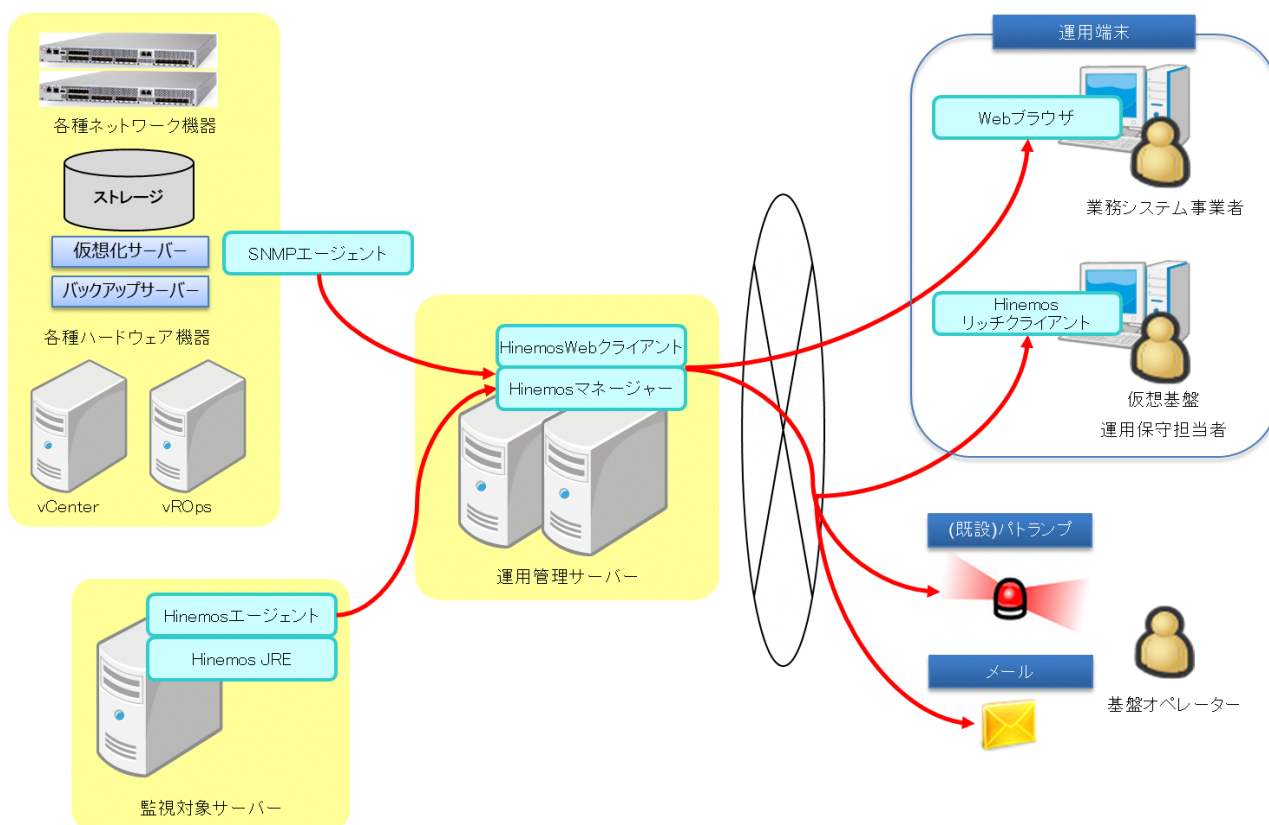 各種ネットワーク機器
ストレージ
仮想化サーバー
バックアップサーバー
各種ハードウェア機器
vCenter
vROps
SNMPエージェント
Hinemosエージェント
Hinemos JRE
監視対象サーバー
HinemosWebクライアント
Hinemosマネージャー
運用管理サーバー
運用端末
Webブラウザ
業務システム事業者
Hinemos
リッチクライアント
仮想基盤
運用保守担当者
(既設)パトランプ
メール
基盤オペレーター